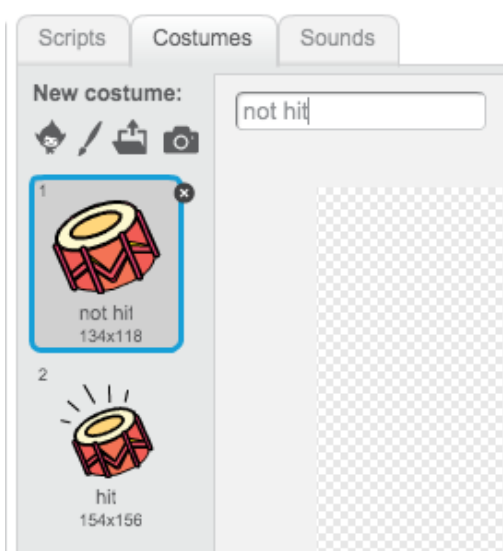 Scripts Costumes Sounds
New costume:
not hit
1
not hit
134x118
2
hit
154x156